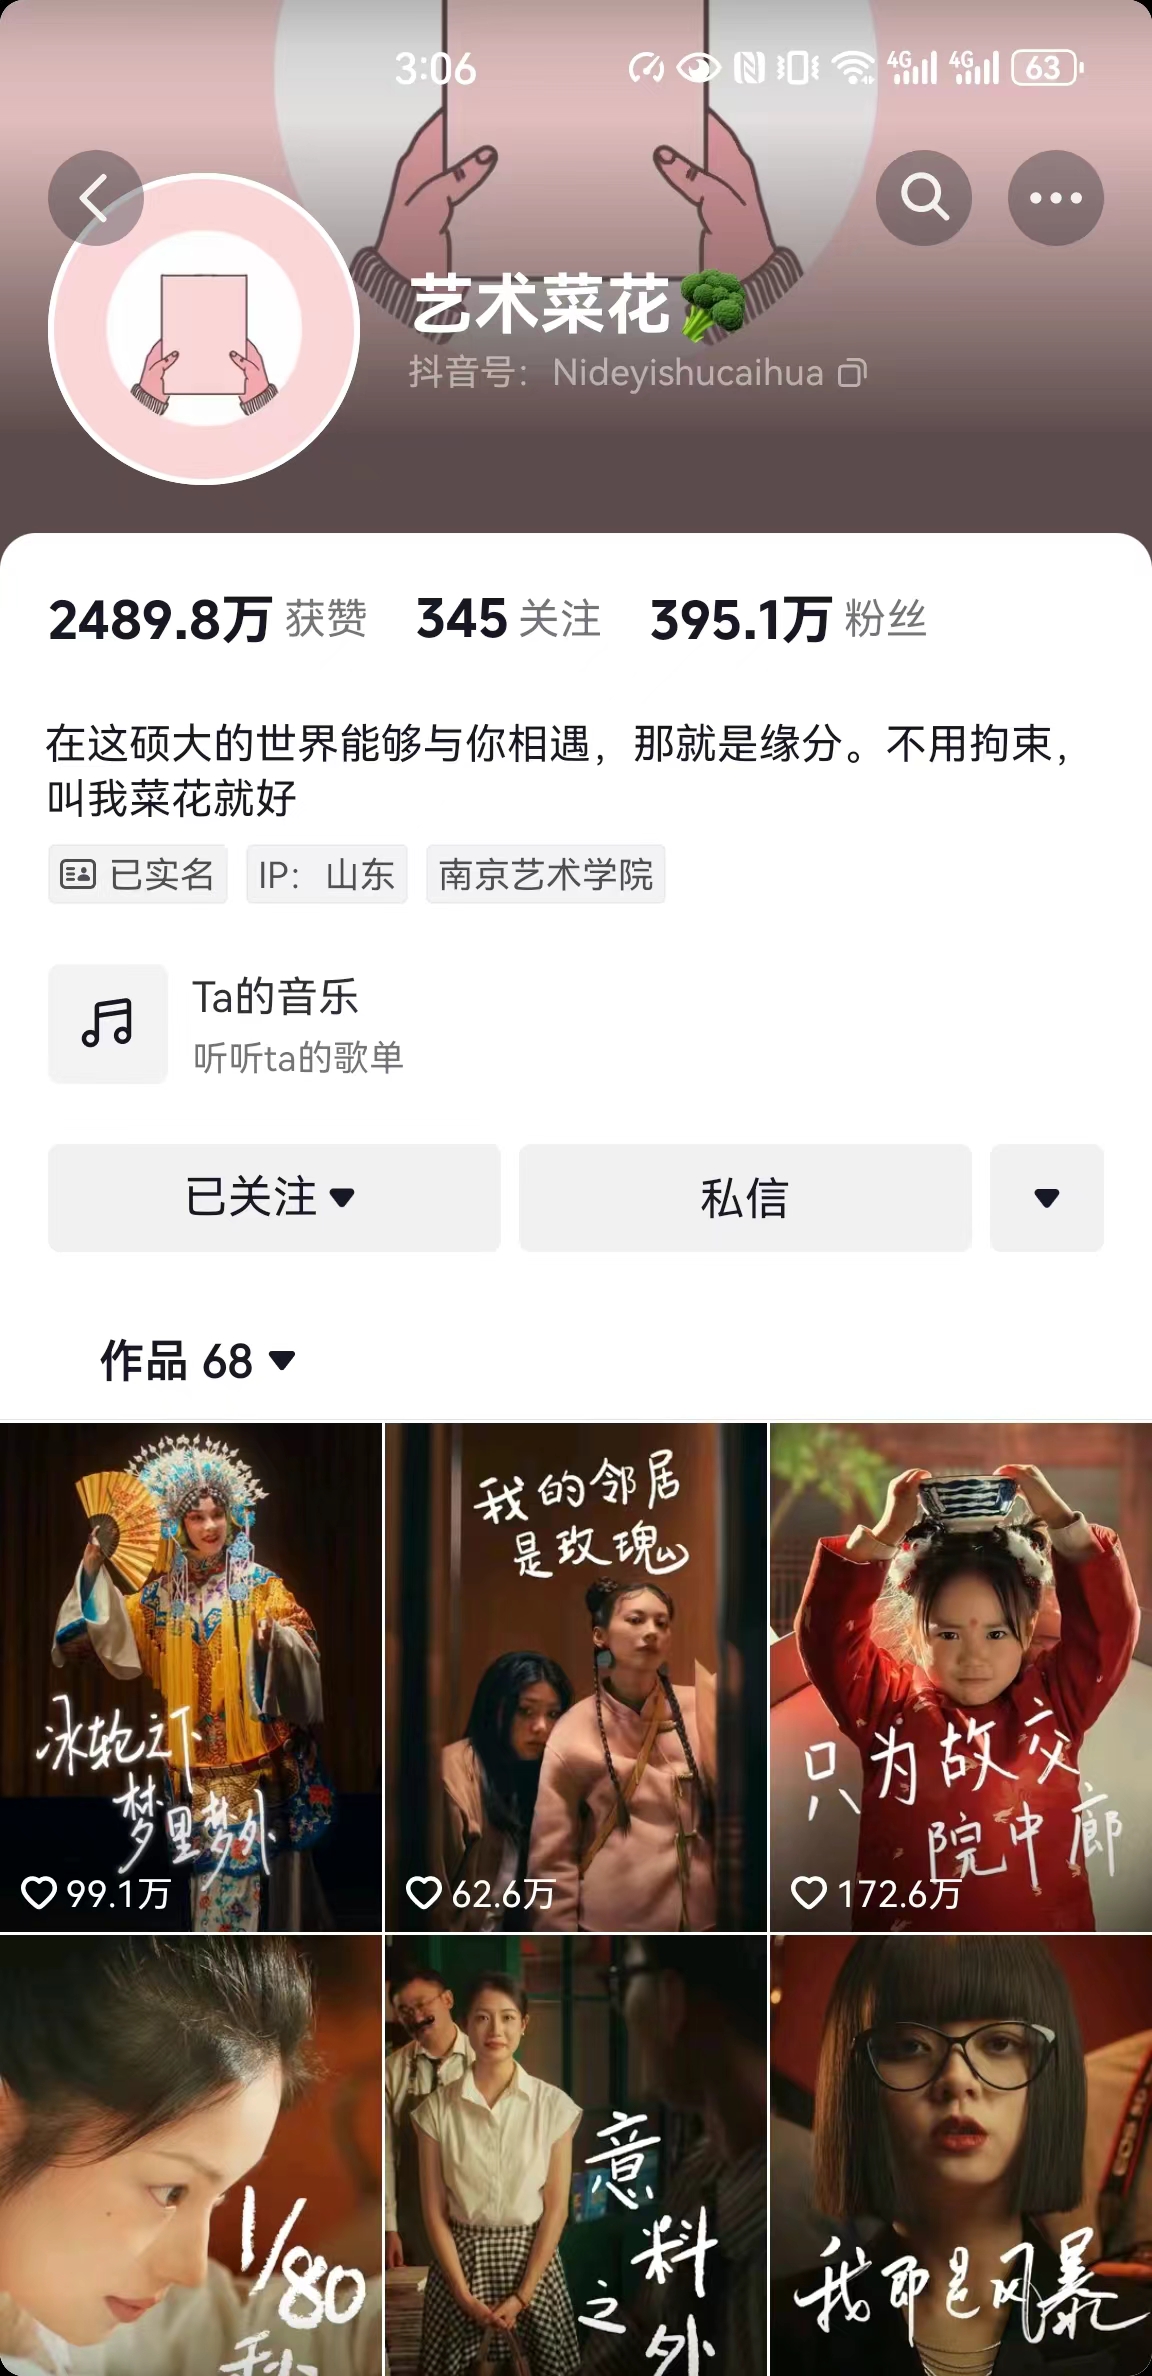 3:06
4G 4G 63
艺术菜花
抖音号：Nideyishucaihua
2489.8万 获赞 345 关注 395.1万 粉丝
在这硕大的世界能够与你相遇，那就是缘分。不用拘束，
叫我菜花就好
已实名 IP：山东 南京艺术学院
Ta的音乐
听听ta的歌单
已关注 私信
作品 68
冰轮之下
梦里梦外
99.1万
我的邻居
是玫瑰
62.6万
只为故交
院中廊
172.6万
1/80
秒
意
料
之
外
我即是风暴